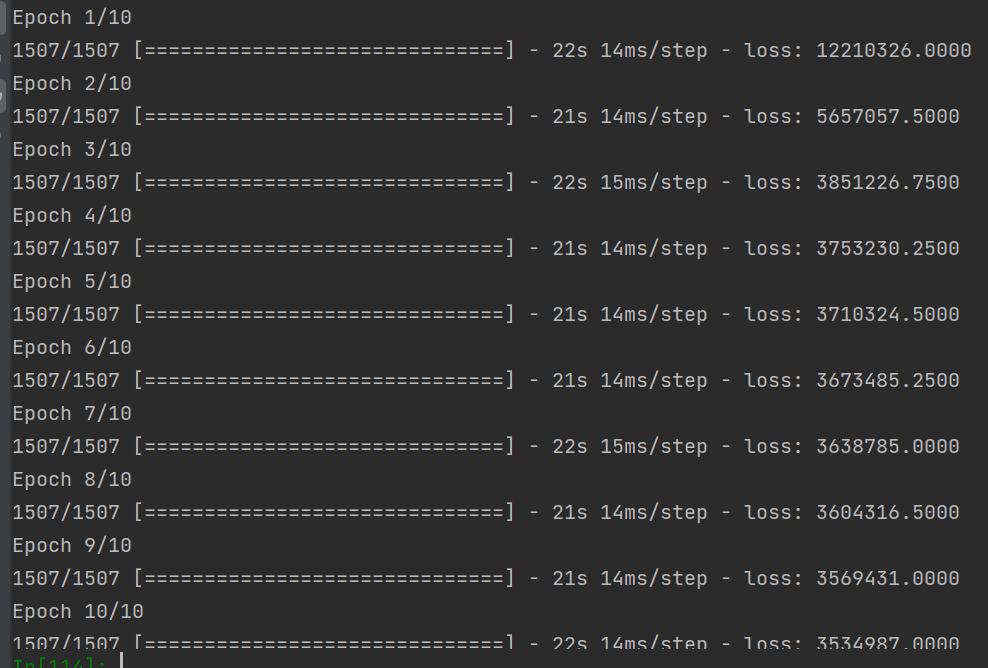 Epoch 1/10
1507/1507 [==============================] - 22s 14ms/step - loss: 12210326.0000
Epoch 2/10
1507/1507 [==============================] - 21s 14ms/step - loss: 5657057.5000
Epoch 3/10
1507/1507 [==============================] - 22s 15ms/step - loss: 3851226.7500
Epoch 4/10
1507/1507 [==============================] - 21s 14ms/step - loss: 3753230.2500
Epoch 5/10
1507/1507 [==============================] - 21s 14ms/step - loss: 3710324.5000
Epoch 6/10
1507/1507 [==============================] - 21s 14ms/step - loss: 3673485.2500
Epoch 7/10
1507/1507 [==============================] - 22s 15ms/step - loss: 3638785.0000
Epoch 8/10
1507/1507 [==============================] - 21s 14ms/step - loss: 3604316.5000
Epoch 9/10
1507/1507 [==============================] - 21s 14ms/step - loss: 3569431.0000
Epoch 10/10
1507/1507 [==============================] - 22s 14ms/step - loss: 3534987.0000
In[114]: